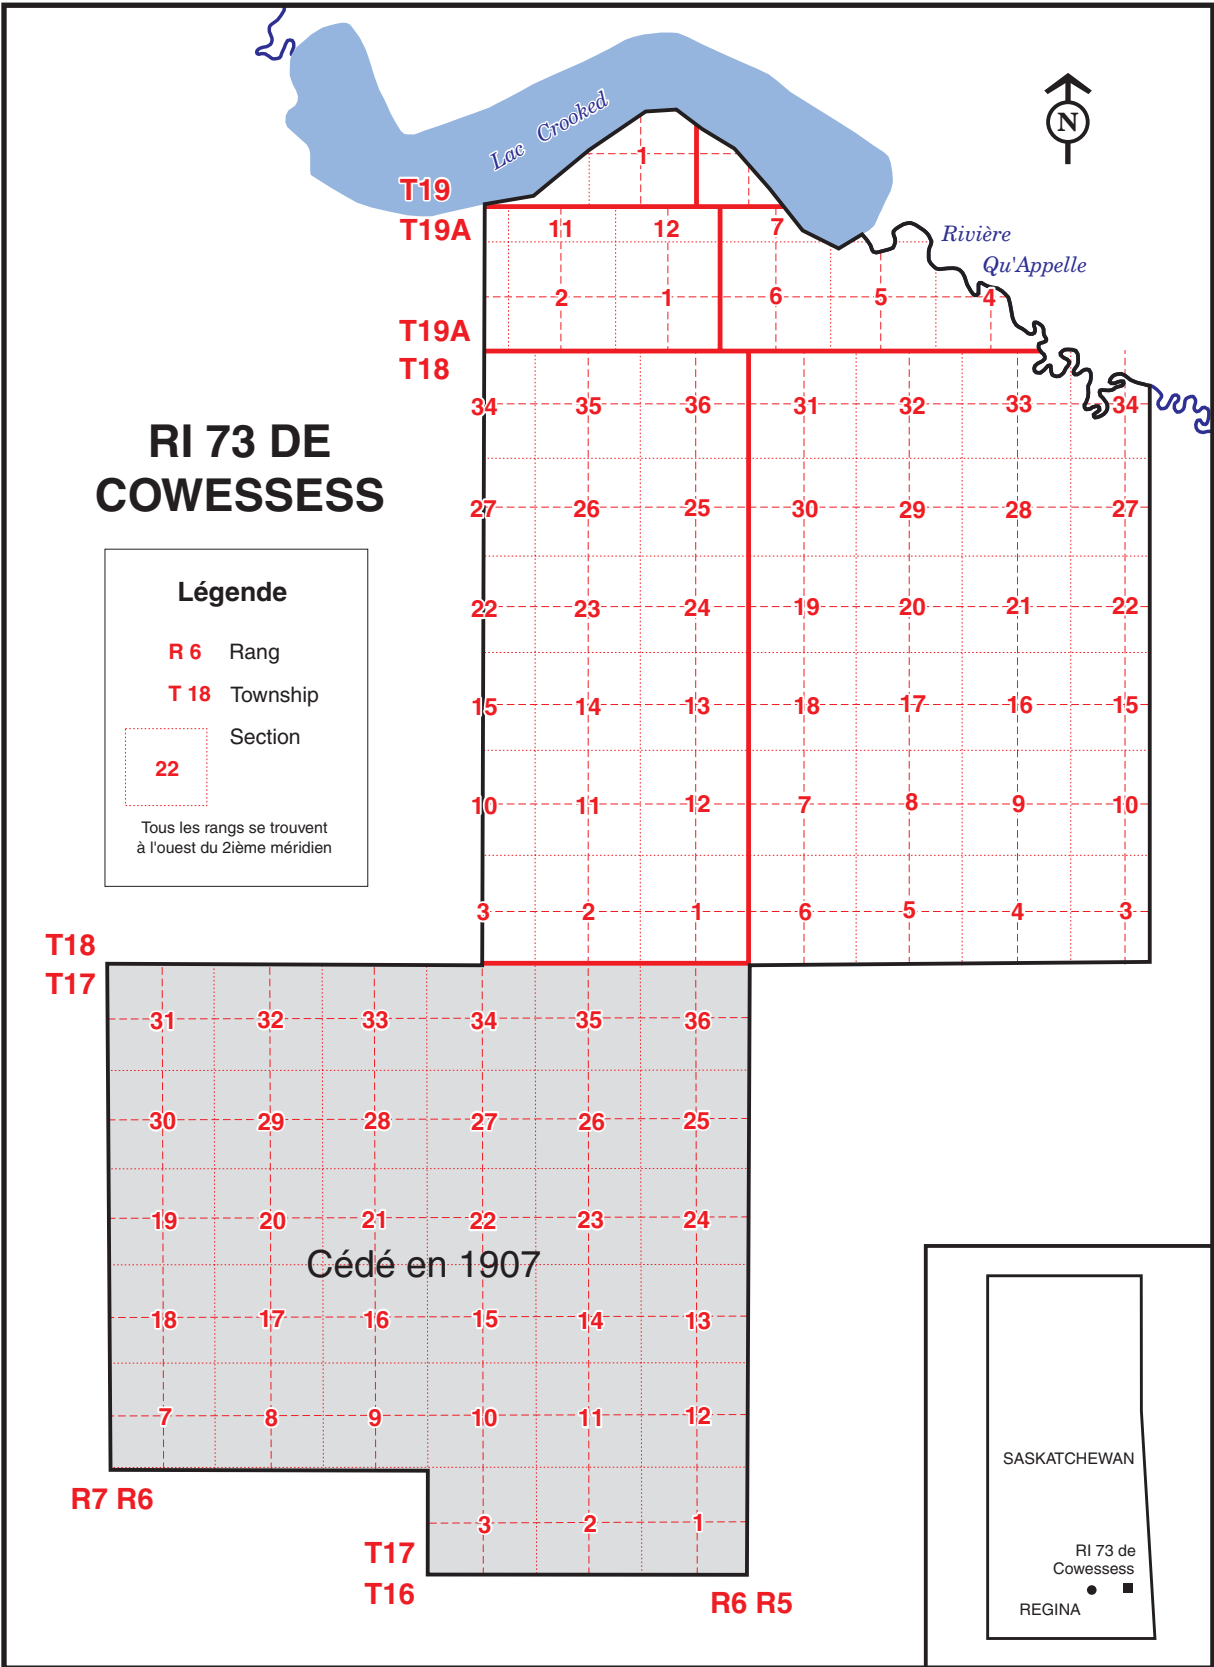 Lac Crooked
N
1
T19
T19A
11 12 7
Rivière
Qu'Appelle
2 1 6 5 4
T19A
T18
34 35 36 31 32 33 34
RI 73 DE
COWESSESS
27 26 25 30 29 28 27
Légende
22 23 24 19 20 21 22
R 6 Rang
T 18 Township
15 14 13 18 17 16 15
Section
22
10 11 12 7 8 9 10
Tous les rangs se trouvent
à l'ouest du 2ième méridien
3 2 1 6 5 4 3
T18
T17
31 32 33 34 35 36
30 29 28 27 26 25
19 20 21 22 23 24
Cédé en 1907
18 17 16 15 14 13
7 8 9 10 11 12
R7 R6
3 2 1
T17
T16
R6 R5
SASKATCHEWAN
RI 73 de
Cowessess
REGINA